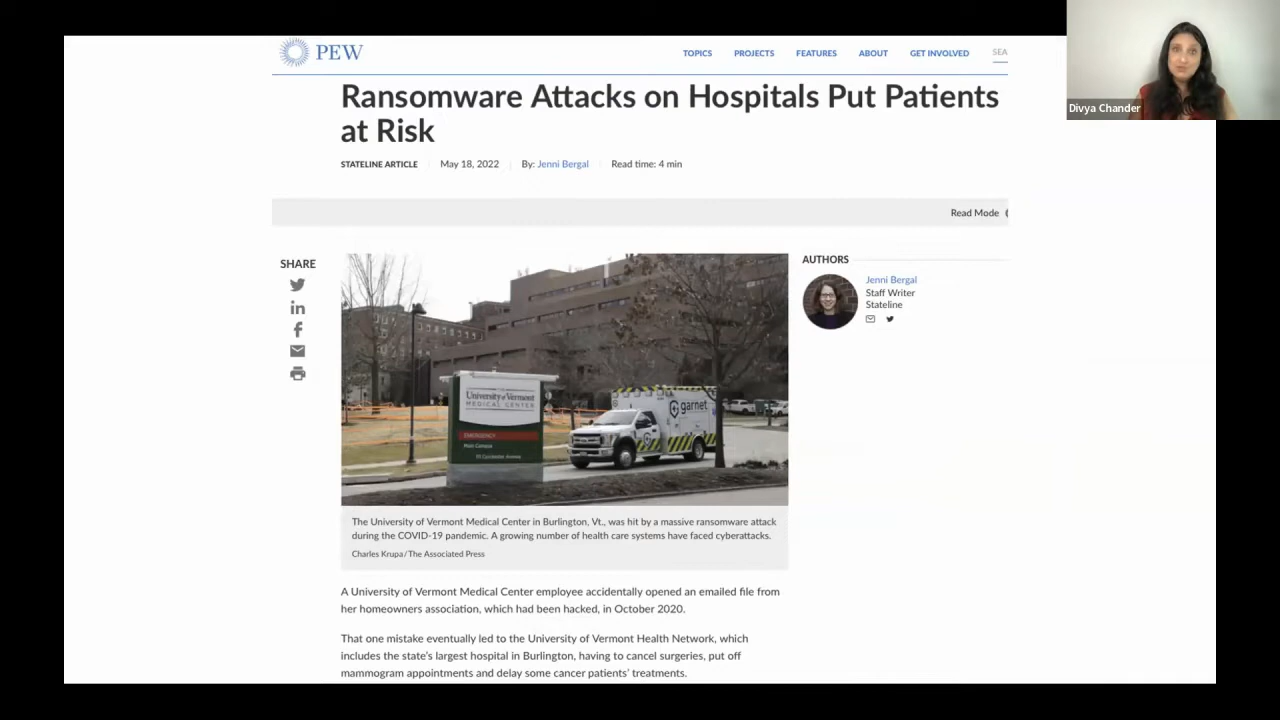 PEW
TOPICS PROJECTS FEATURES ABOUT GET INVOLVED SEA
Divya Chander
Ransomware Attacks on Hospitals Put Patients
at Risk
STATELINE ARTICLE May 18, 2022 By: Jenni Bergal Read time: 4 min
Read Mode
SHARE
AUTHORS
Jenni Bergal
Staff Writer
Stateline
University of Vermont
MEDICAL CENTER
EMERGENCY
Main Campus
garnet
The University of Vermont Medical Center in Burlington, Vt., was hit by a massive ransomware attack
during the COVID-19 pandemic. A growing number of health care systems have faced cyberattacks.
Charles Krupa/The Associated Press
A University of Vermont Medical Center employee accidentally opened an emailed file from
her homeowners association, which had been hacked, in October 2020.
That one mistake eventually led to the University of Vermont Health Network, which
includes the state's largest hospital in Burlington, having to cancel surgeries, put off
mammogram appointments and delay some cancer patients' treatments.